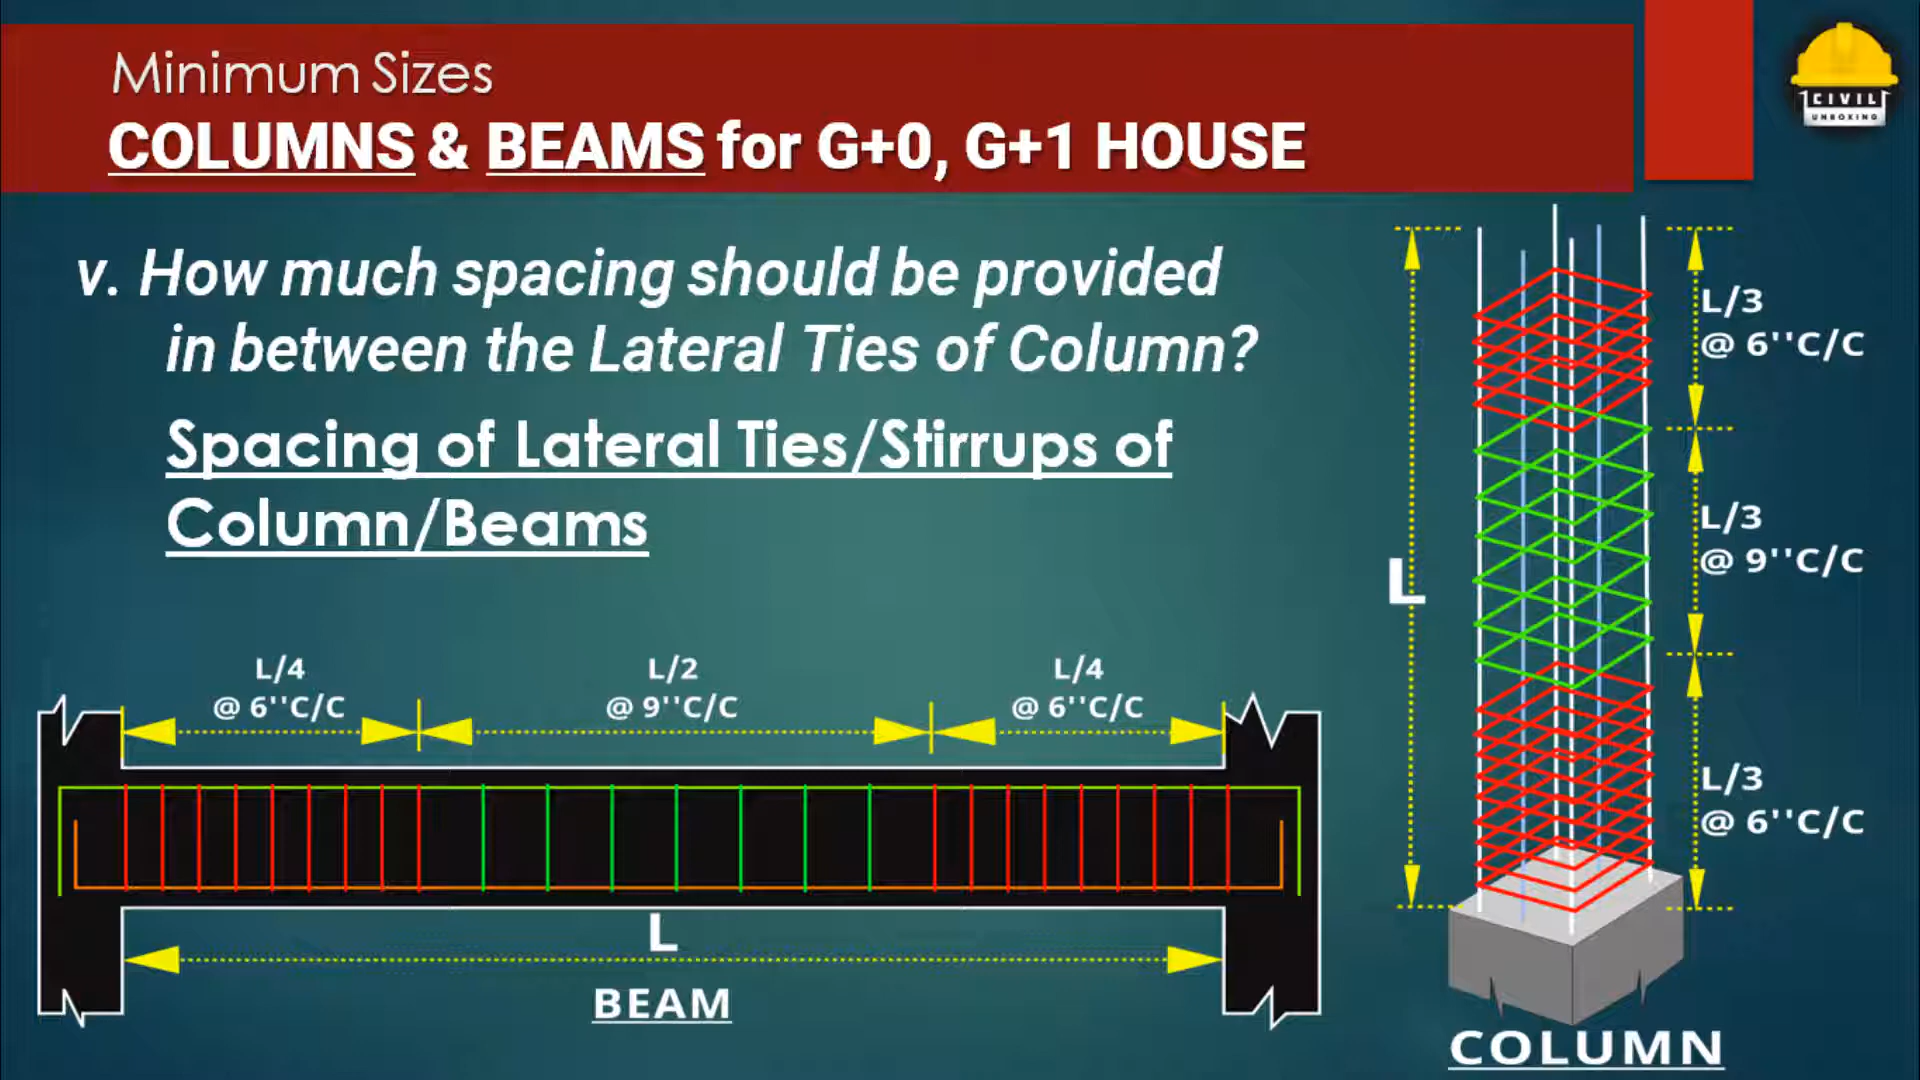 Minimum Sizes
COLUMNS & BEAMS for G+0, G+1 HOUSE
CIVIL
UNBOXING
v. How much spacing should be provided
in between the Lateral Ties of Column?
Spacing of Lateral Ties/Stirrups of
Column/Beams
L/4
@ 6''C/C
L/2
@ 9''C/C
L/4
@ 6''C/C
L
BEAM
L
L/3
@ 6''C/C
L/3
@ 9''C/C
L/3
@ 6''C/C
COLUMN